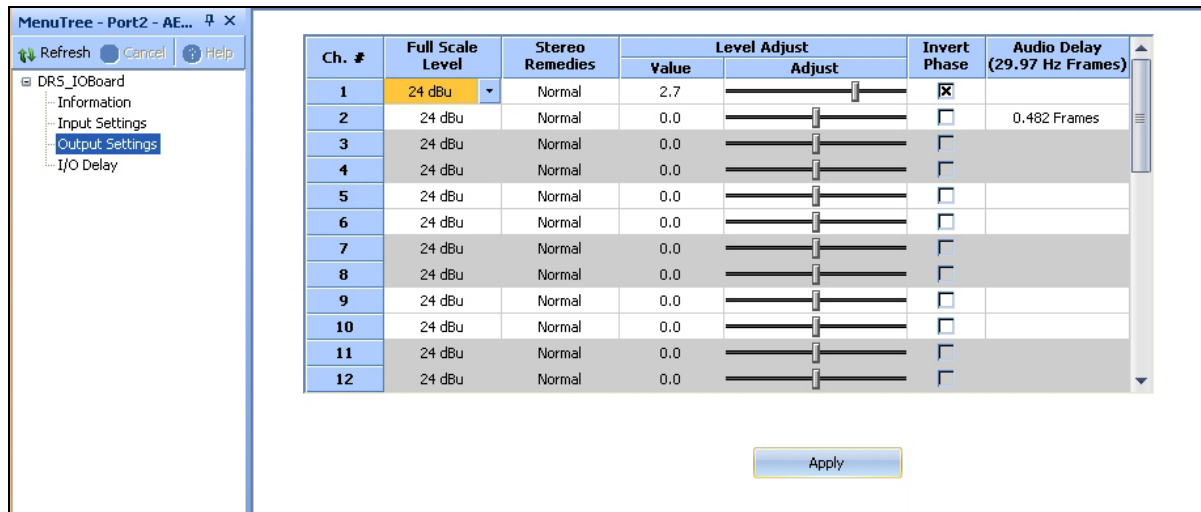 MenuTree - Port2 - AE...
Refresh Cancel Help
DRS_IOBoard
Information
Input Settings
Output Settings
I/O Delay
Ch. # Full Scale Level Stereo Remedies Level Adjust Value Adjust Invert Phase Audio Delay (29.97 Hz Frames)
1 24 dBu Normal 2.7
2 24 dBu Normal 0.0 0.482 Frames
3 24 dBu Normal 0.0
4 24 dBu Normal 0.0
5 24 dBu Normal 0.0
6 24 dBu Normal 0.0
7 24 dBu Normal 0.0
8 24 dBu Normal 0.0
9 24 dBu Normal 0.0
10 24 dBu Normal 0.0
11 24 dBu Normal 0.0
12 24 dBu Normal 0.0
Apply